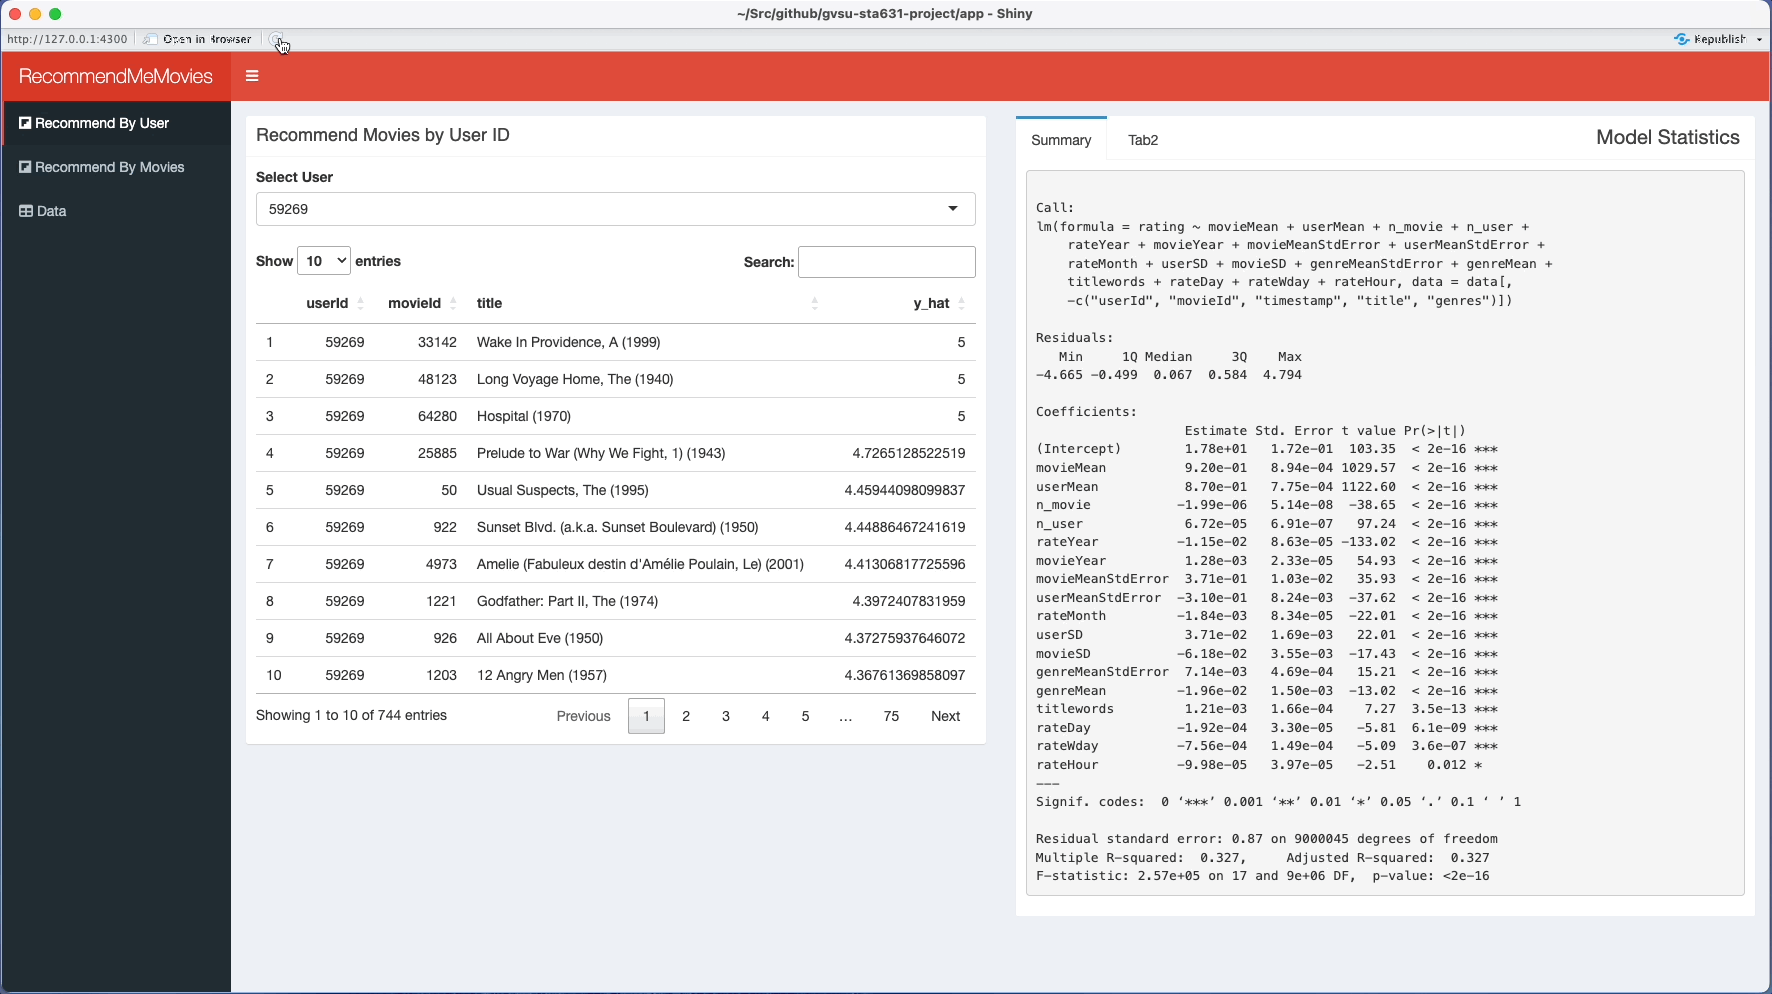 ~/Src/github/gvsu-sta631-project/app - Shiny
http://127.0.0.1:4300 Open in Browser Republish
RecommendMeMovies
Recommend By User
Recommend By Movies
Data
Recommend Movies by User ID
Select User
59269
Show 10 entries Search:
userId movieId title y_hat
1 59269 33142 Wake In Providence, A (1999) 5
2 59269 48123 Long Voyage Home, The (1940) 5
3 59269 64280 Hospital (1970) 5
4 59269 25885 Prelude to War (Why We Fight, 1) (1943) 4.7265128522519
5 59269 50 Usual Suspects, The (1995) 4.45944098099837
6 59269 922 Sunset Blvd. (a.k.a. Sunset Boulevard) (1950) 4.44886467241619
7 59269 4973 Amelie (Fabuleux destin d'Amélie Poulain, Le) (2001) 4.41306817725596
8 59269 1221 Godfather: Part II, The (1974) 4.3972407831959
9 59269 926 All About Eve (1950) 4.37275937646072
10 59269 1203 12 Angry Men (1957) 4.36761369858097
Showing 1 to 10 of 744 entries Previous 1 2 3 4 5 … 75 Next
Summary Tab2 Model Statistics
Call:
lm(formula = rating ~ movieMean + userMean + n_movie + n_user +
rateYear + movieYear + movieMeanStdError + userMeanStdError +
rateMonth + userSD + movieSD + genreMeanStdError + genreMean +
titlewords + rateDay + rateWday + rateHour, data = data[,
-c("userId", "movieId", "timestamp", "title", "genres")])
Residuals:
Min 1Q Median 3Q Max
-4.665 -0.499 0.067 0.584 4.794
Coefficients:
Estimate Std. Error t value Pr(>|t|)
(Intercept) 1.78e+01 1.72e-01 103.35 < 2e-16 ***
movieMean 9.20e-01 8.94e-04 1029.57 < 2e-16 ***
userMean 8.70e-01 7.75e-04 1122.60 < 2e-16 ***
n_movie -1.99e-06 5.14e-08 -38.65 < 2e-16 ***
n_user 6.72e-05 6.91e-07 97.24 < 2e-16 ***
rateYear -1.15e-02 8.63e-05 -133.02 < 2e-16 ***
movieYear 1.28e-03 2.33e-05 54.93 < 2e-16 ***
movieMeanStdError 3.71e-01 1.03e-02 35.93 < 2e-16 ***
userMeanStdError -3.10e-01 8.24e-03 -37.62 < 2e-16 ***
rateMonth -1.84e-03 8.34e-05 -22.01 < 2e-16 ***
userSD 3.71e-02 1.69e-03 22.01 < 2e-16 ***
movieSD -6.18e-02 3.55e-03 -17.43 < 2e-16 ***
genreMeanStdError 7.14e-03 4.69e-04 15.21 < 2e-16 ***
genreMean -1.96e-02 1.50e-03 -13.02 < 2e-16 ***
titlewords 1.21e-03 1.66e-04 7.27 3.5e-13 ***
rateDay -1.92e-04 3.30e-05 -5.81 6.1e-09 ***
rateWday -7.56e-04 1.49e-04 -5.09 3.6e-07 ***
rateHour -9.98e-05 3.97e-05 -2.51 0.012 *
---
Signif. codes: 0 ‘***’ 0.001 ‘**’ 0.01 ‘*’ 0.05 ‘.’ 0.1 ‘ ’ 1
Residual standard error: 0.87 on 9000045 degrees of freedom
Multiple R-squared: 0.327, Adjusted R-squared: 0.327
F-statistic: 2.57e+05 on 17 and 9e+06 DF, p-value: <2e-16